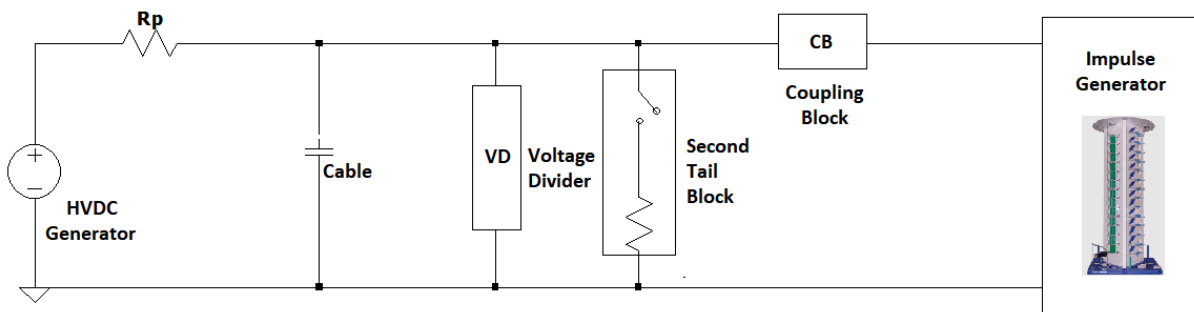 Rp
HVDC
Generator
Cable
VD
Voltage
Divider
Second
Tail
Block
CB
Coupling
Block
Impulse
Generator